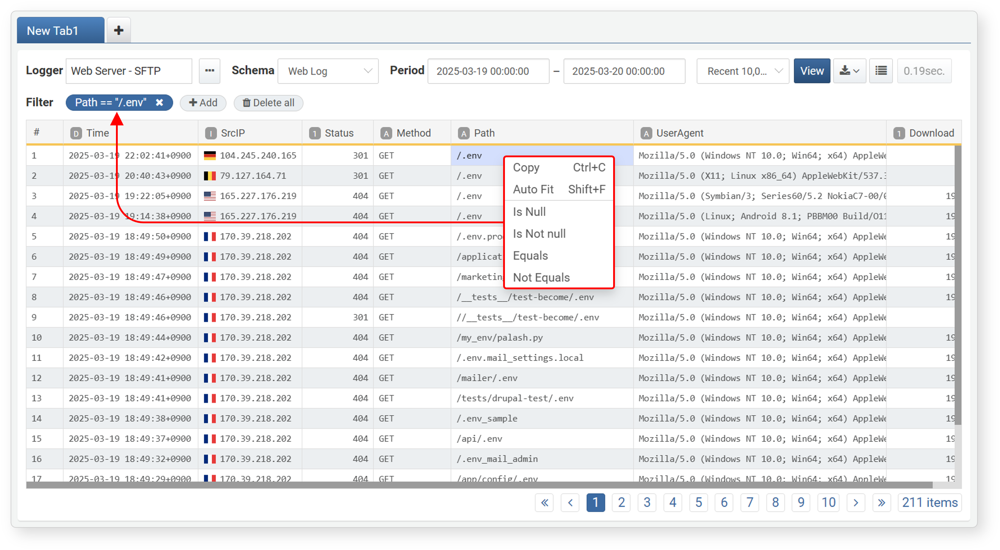 New Tab1
Logger Web Server - SFTP ••• Schema Web Log Period 2025-03-19 00:00:00 – 2025-03-20 00:00:00 Recent 10,0... View 0.19sec.
Filter Path == "/.env" Add Delete all
# D Time I SrcIP 1 Status A Method A Path A UserAgent 1 Download
1 2025-03-19 22:02:41+0900 104.245.240.165 301 GET /.env Mozilla/5.0 (Windows NT 10.0; Win64; x64) AppleWe
2 2025-03-19 20:40:43+0900 79.127.164.71 301 GET /.env Mozilla/5.0 (X11; Linux x86_64) AppleWebKit/537.3
3 2025-03-19 19:22:05+0900 165.227.176.219 404 GET /.env Mozilla/5.0 (Symbian/3; Series60/5.2 NokiaC7-00/0 19
4 2025-03-19 19:14:38+0900 165.227.176.219 404 GET /.env Mozilla/5.0 (Linux; Android 8.1; PBBM00 Build/O11 19
5 2025-03-19 18:49:50+0900 170.39.218.202 404 GET /.env.pro Mozilla/5.0 (Windows NT 10.0; Win64; x64) AppleWe 19
6 2025-03-19 18:49:49+0900 170.39.218.202 404 GET /applicat Mozilla/5.0 (Windows NT 10.0; Win64; x64) AppleWe 19
7 2025-03-19 18:49:47+0900 170.39.218.202 404 GET /marketin Mozilla/5.0 (Windows NT 10.0; Win64; x64) AppleWe 19
8 2025-03-19 18:49:46+0900 170.39.218.202 404 GET /__tests__/test-become/.env Mozilla/5.0 (Windows NT 10.0; Win64; x64) AppleWe 19
9 2025-03-19 18:49:46+0900 170.39.218.202 301 GET //__tests__/test-become/.env Mozilla/5.0 (Windows NT 10.0; Win64; x64) AppleWe
10 2025-03-19 18:49:44+0900 170.39.218.202 404 GET /my_env/palash.py Mozilla/5.0 (Windows NT 10.0; Win64; x64) AppleWe 19
11 2025-03-19 18:49:42+0900 170.39.218.202 404 GET /.env.mail_settings.local Mozilla/5.0 (Windows NT 10.0; Win64; x64) AppleWe 19
12 2025-03-19 18:49:41+0900 170.39.218.202 404 GET /mailer/.env Mozilla/5.0 (Windows NT 10.0; Win64; x64) AppleWe 19
13 2025-03-19 18:49:41+0900 170.39.218.202 404 GET /tests/drupal-test/.env Mozilla/5.0 (Windows NT 10.0; Win64; x64) AppleWe 19
14 2025-03-19 18:49:38+0900 170.39.218.202 404 GET /.env_sample Mozilla/5.0 (Windows NT 10.0; Win64; x64) AppleWe 19
15 2025-03-19 18:49:37+0900 170.39.218.202 404 GET /api/.env Mozilla/5.0 (Windows NT 10.0; Win64; x64) AppleWe 19
16 2025-03-19 18:49:32+0900 170.39.218.202 404 GET /.env_mail_admin Mozilla/5.0 (Windows NT 10.0; Win64; x64) AppleWe 19
17 2025-03-19 18:49:29+0900 170.39.218.202 404 GET /app/config/.env Mozilla/5.0 (Windows NT 10.0; Win64; x64) AppleWe 19
Copy Ctrl+C
Auto Fit Shift+F
Is Null
Is Not null
Equals
Not Equals
« ‹ 1 2 3 4 5 6 7 8 9 10 › » 211 items